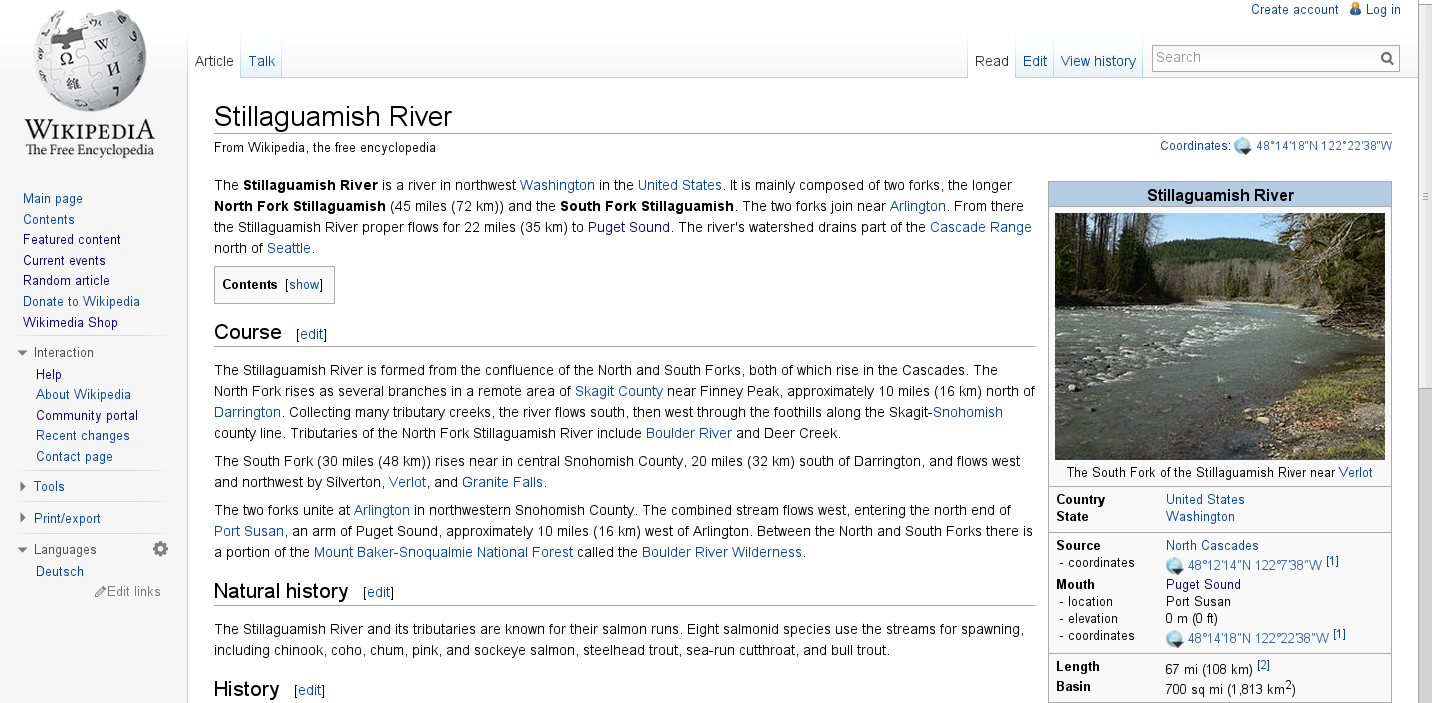 Create account Log in
Article Talk Read Edit View history Search
WIKIPEDIA
The Free Encyclopedia
Main page
Contents
Featured content
Current events
Random article
Donate to Wikipedia
Wikimedia Shop
Interaction
Help
About Wikipedia
Community portal
Recent changes
Contact page
Tools
Print/export
Languages
Deutsch
Edit links
Stillaguamish River
From Wikipedia, the free encyclopedia
Coordinates: 48°14′18″N 122°22′38″W
The Stillaguamish River is a river in northwest Washington in the United States. It is mainly composed of two forks, the longer
North Fork Stillaguamish (45 miles (72 km)) and the South Fork Stillaguamish. The two forks join near Arlington. From there
the Stillaguamish River proper flows for 22 miles (35 km) to Puget Sound. The river's watershed drains part of the Cascade Range
north of Seattle.
Contents [show]
Course [edit]
The Stillaguamish River is formed from the confluence of the North and South Forks, both of which rise in the Cascades. The
North Fork rises as several branches in a remote area of Skagit County near Finney Peak, approximately 10 miles (16 km) north of
Darrington. Collecting many tributary creeks, the river flows south, then west through the foothills along the Skagit-Snohomish
county line. Tributaries of the North Fork Stillaguamish River include Boulder River and Deer Creek.
The South Fork (30 miles (48 km)) rises near in central Snohomish County, 20 miles (32 km) south of Darrington, and flows west
and northwest by Silverton, Verlot, and Granite Falls.
The two forks unite at Arlington in northwestern Snohomish County. The combined stream flows west, entering the north end of
Port Susan, an arm of Puget Sound, approximately 10 miles (16 km) west of Arlington. Between the North and South Forks there is
a portion of the Mount Baker-Snoqualmie National Forest called the Boulder River Wilderness.
Natural history [edit]
The Stillaguamish River and its tributaries are known for their salmon runs. Eight salmonid species use the streams for spawning,
including chinook, coho, chum, pink, and sockeye salmon, steelhead trout, sea-run cutthroat, and bull trout.
History [edit]
Stillaguamish River
The South Fork of the Stillaguamish River near Verlot
Country United States
State Washington
Source North Cascades
- coordinates 48°12′14″N 122°7′38″W [1]
Mouth Puget Sound
- location Port Susan
- elevation 0 m (0 ft)
- coordinates 48°14′18″N 122°22′38″W [1]
Length 67 mi (108 km) [2]
Basin 700 sq mi (1,813 km2)